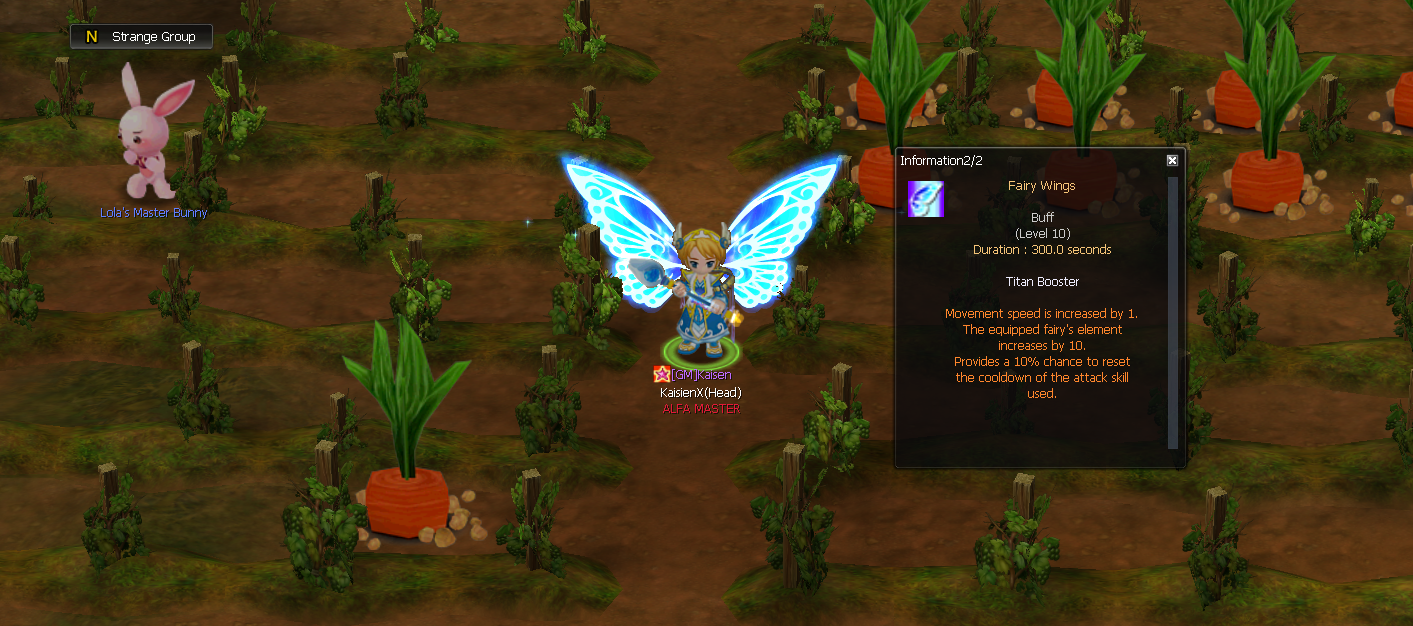 N Strange Group
Lola's Master Bunny
[GM]Kaisen
KaisienX(Head)
ALFA MASTER
Information2/2
Fairy Wings
Buff
(Level 10)
Duration : 300.0 seconds
Titan Booster
Movement speed is increased by 1.
The equipped fairy's element
increases by 10.
Provides a 10% chance to reset
the cooldown of the attack skill
used.